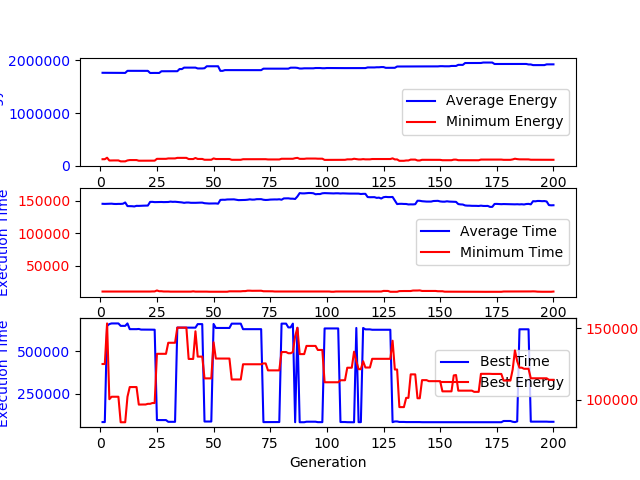 2000000
1000000
0
Average Energy
Minimum Energy
0 25 50 75 100 125 150 175 200
Execution Time
150000
100000
50000
Average Time
Minimum Time
0 25 50 75 100 125 150 175 200
Execution Time
500000
250000
150000
100000
Best Time
Best Energy
0 25 50 75 100 125 150 175 200
Generation